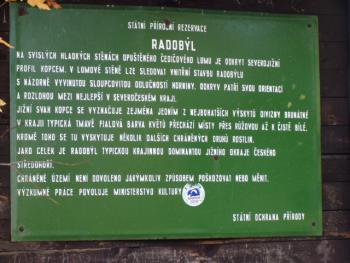 STÁTNÍ PŘÍRODNÍ REZERVACE
RADOBÝL
NA SVISLÝCH HLADKÝCH STĚNÁCH OPUŠTĚNÉHO ČEDIČOVÉHO LOMU JE ODKRYT SEVEROJIŽNÍ
PROFIL KOPCEM. V LOMOVÉ STĚNĚ LZE SLEDOVAT VNITŘNÍ STAVBU RADOBÝLU
S NÁZORNĚ VYVINUTOU SLOUPCOVITOU ODLUČNOSTÍ HORNINY. ODKRYV PATŘÍ SVOU ORIENTACÍ
A ROZLOHOU MEZI NEJLEPŠÍ V SEVEROČESKÉM KRAJI.
JIŽNÍ SVAH KOPCE SE VYZNAČUJE ZEJMÉNA JEDNÍM Z NEJBOHATŠÍCH VÝSKYTŮ DIVIZNY BRUNÁTNÉ
V KRAJI TYPICKÁ TMAVĚ FIALOVÁ BARVA KVĚTŮ PŘECHÁZÍ MÍSTY PŘES RŮŽOVOU AŽ K ČISTĚ BÍLÉ.
KROMĚ TOHO SE TU VYSKYTUJE NĚKOLIK DALŠÍCH CHRÁNĚNÝCH DRUHŮ ROSTLIN.
JAKO CELEK JE RADOBÝL TYPICKOU KRAJINNOU DOMINANTOU JIŽNÍHO OKRAJE ČESKÉHO
STŘEDOHOŘÍ.
CHRÁNĚNÉ ÚZEMÍ NENÍ DOVOLENO JAKÝMKOLIV ZPŮSOBEM POŠKOZOVAT NEBO MĚNIT.
VÝZKUMNÉ PRÁCE POVOLUJE MINISTERSTVO KULTURY
STÁTNÍ OCHRANA PŘÍRODY